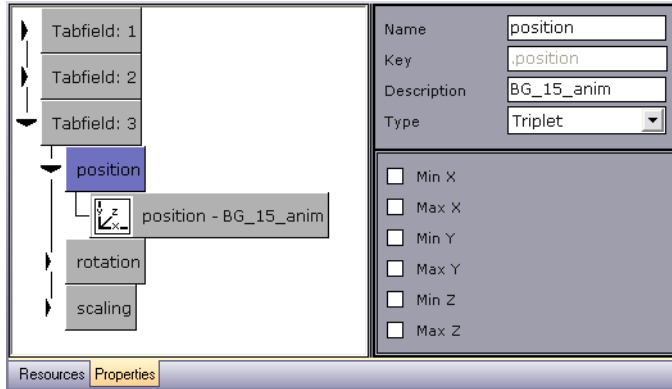 Tabfield: 1
Tabfield: 2
Tabfield: 3
position
y z x
position - BG_15_anim
rotation
scaling
Name position
Key .position
Description BG_15_anim
Type Triplet
Min X
Max X
Min Y
Max Y
Min Z
Max Z
Resources Properties